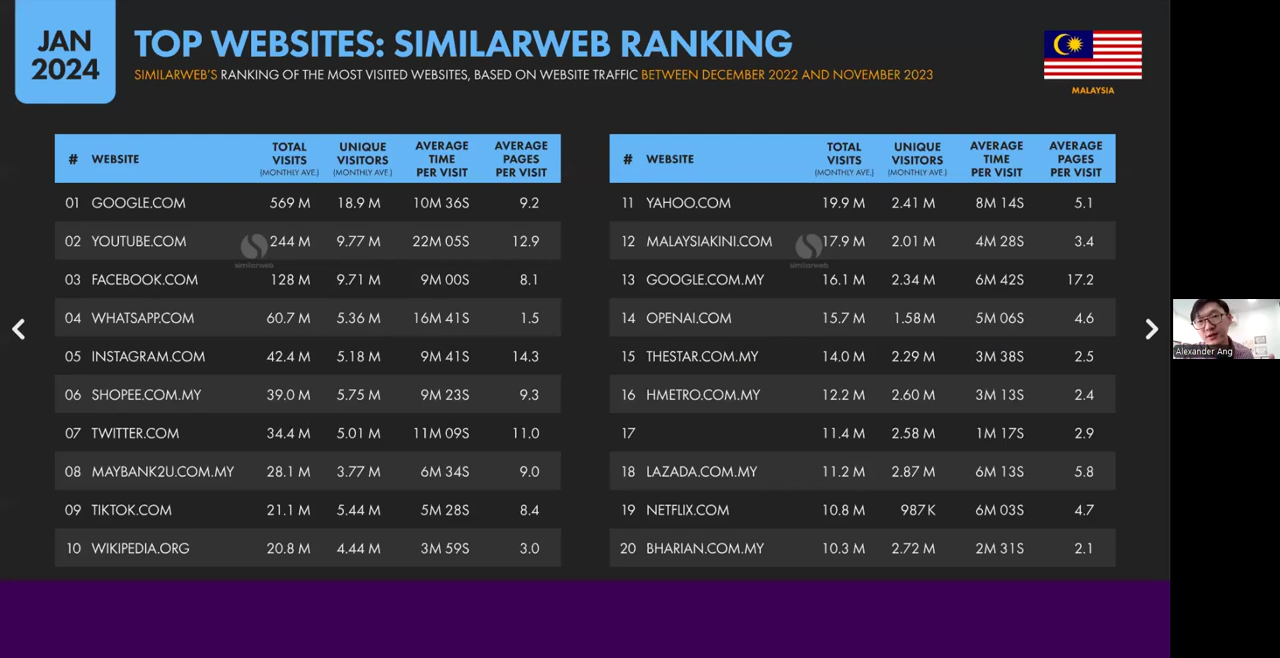 JAN
2024
TOP WEBSITES: SIMILARWEB RANKING
SIMILARWEB'S RANKING OF THE MOST VISITED WEBSITES, BASED ON WEBSITE TRAFFIC BETWEEN DECEMBER 2022 AND NOVEMBER 2023
MALAYSIA
# WEBSITE TOTAL VISITS (MONTHLY AVE.) UNIQUE VISITORS (MONTHLY AVE.) AVERAGE TIME PER VISIT AVERAGE PAGES PER VISIT
01 GOOGLE.COM 569 M 18.9 M 10M 36S 9.2
02 YOUTUBE.COM 244 M 9.77 M 22M 05S 12.9
similarweb
03 FACEBOOK.COM 128 M 9.71 M 9M 00S 8.1
04 WHATSAPP.COM 60.7 M 5.36 M 16M 41S 1.5
05 INSTAGRAM.COM 42.4 M 5.18 M 9M 41S 14.3
06 SHOPEE.COM.MY 39.0 M 5.75 M 9M 23S 9.3
07 TWITTER.COM 34.4 M 5.01 M 11M 09S 11.0
08 MAYBANK2U.COM.MY 28.1 M 3.77 M 6M 34S 9.0
09 TIKTOK.COM 21.1 M 5.44 M 5M 28S 8.4
10 WIKIPEDIA.ORG 20.8 M 4.44 M 3M 59S 3.0
# WEBSITE TOTAL VISITS (MONTHLY AVE.) UNIQUE VISITORS (MONTHLY AVE.) AVERAGE TIME PER VISIT AVERAGE PAGES PER VISIT
11 YAHOO.COM 19.9 M 2.41 M 8M 14S 5.1
12 MALAYSIAKINI.COM 17.9 M 2.01 M 4M 28S 3.4
similarweb
13 GOOGLE.COM.MY 16.1 M 2.34 M 6M 42S 17.2
14 OPENAI.COM 15.7 M 1.58 M 5M 06S 4.6
15 THESTAR.COM.MY 14.0 M 2.29 M 3M 38S 2.5
16 HMETRO.COM.MY 12.2 M 2.60 M 3M 13S 2.4
17 11.4 M 2.58 M 1M 17S 2.9
18 LAZADA.COM.MY 11.2 M 2.87 M 6M 13S 5.8
19 NETFLIX.COM 10.8 M 987 K 6M 03S 4.7
20 BHARIAN.COM.MY 10.3 M 2.72 M 2M 31S 2.1
Alexander Ang